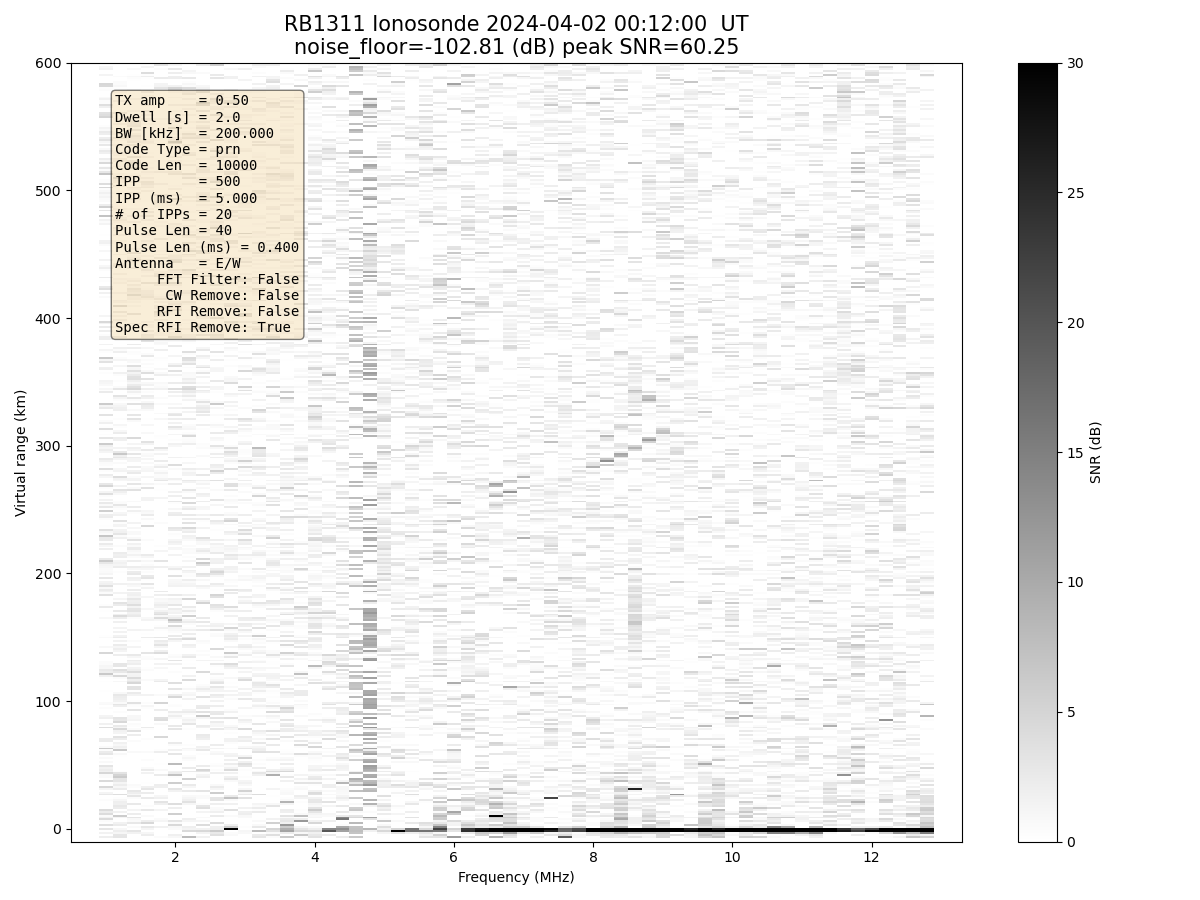 RB1311 Ionosonde 2024-04-02 00:12:00  UT
noise_floor=-102.81 (dB) peak SNR=60.25
TX amp    = 0.50
Dwell [s] = 2.0
BW [kHz]  = 200.000
Code Type = prn
Code Len  = 10000
IPP       = 500
IPP (ms)  = 5.000
# of IPPs = 20
Pulse Len = 40
Pulse Len (ms) = 0.400
Antenna   = E/W
FFT Filter: False
CW Remove: False
RFI Remove: False
Spec RFI Remove: True
600
500
400
300
200
100
0
Virtual range (km)
2 4 6 8 10 12
Frequency (MHz)
30
25
20
15
10
5
0
SNR (dB)